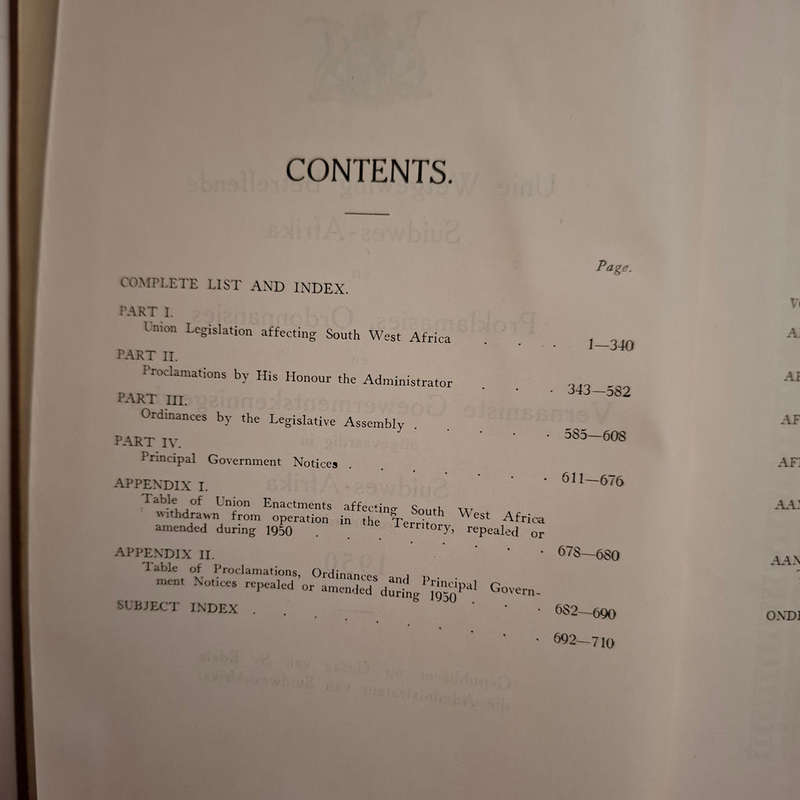 CONTENTS.
Page.
COMPLETE LIST AND INDEX.
PART I.
Union Legislation affecting South West Africa . . . 1—340
PART II.
Proclamations by His Honour the Administrator . . . 343—582
PART III.
Ordinances by the Legislative Assembly . . . . . 585—608
PART IV.
Principal Government Notices . . . . . . . 611—676
APPENDIX I.
Table of Union Enactments affecting South West Africa
withdrawn from operation in the Territory, repealed or
amended during 1950 . . . . . . . . 678—680
APPENDIX II.
Table of Proclamations, Ordinances and Principal Govern-
ment Notices repealed or amended during 1950 . . . 682—690
SUBJECT INDEX . . . . . . . . . . 692—710